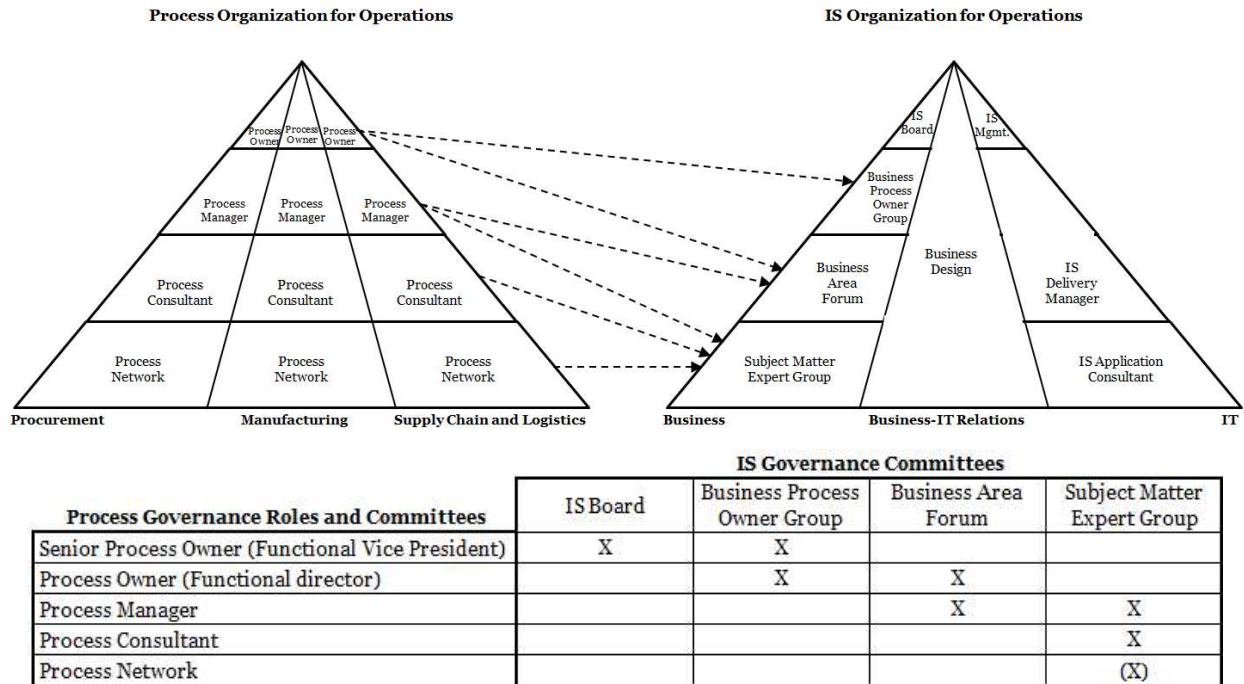 Process Organization for Operations
IS Organization for Operations
Process
Owner
Process
Owner
Process
Owner
Process
Manager
Process
Manager
Process
Manager
Process
Consultant
Process
Consultant
Process
Consultant
Process
Network
Process
Network
Process
Network
Procurement
Manufacturing
Supply Chain and Logistics
IS
Board
IS
Mgmt.
Business
Process
Owner
Group
Business
Area
Forum
Business
Design
IS
Delivery
Manager
Subject Matter
Expert Group
IS Application
Consultant
Business
Business-IT Relations
IT
IS Governance Committees
Process Governance Roles and Committees
IS Board
Business Process
Owner Group
Business Area
Forum
Subject Matter
Expert Group
Senior Process Owner (Functional Vice President) X X
Process Owner (Functional director) X X
Process Manager X X
Process Consultant X
Process Network (X)